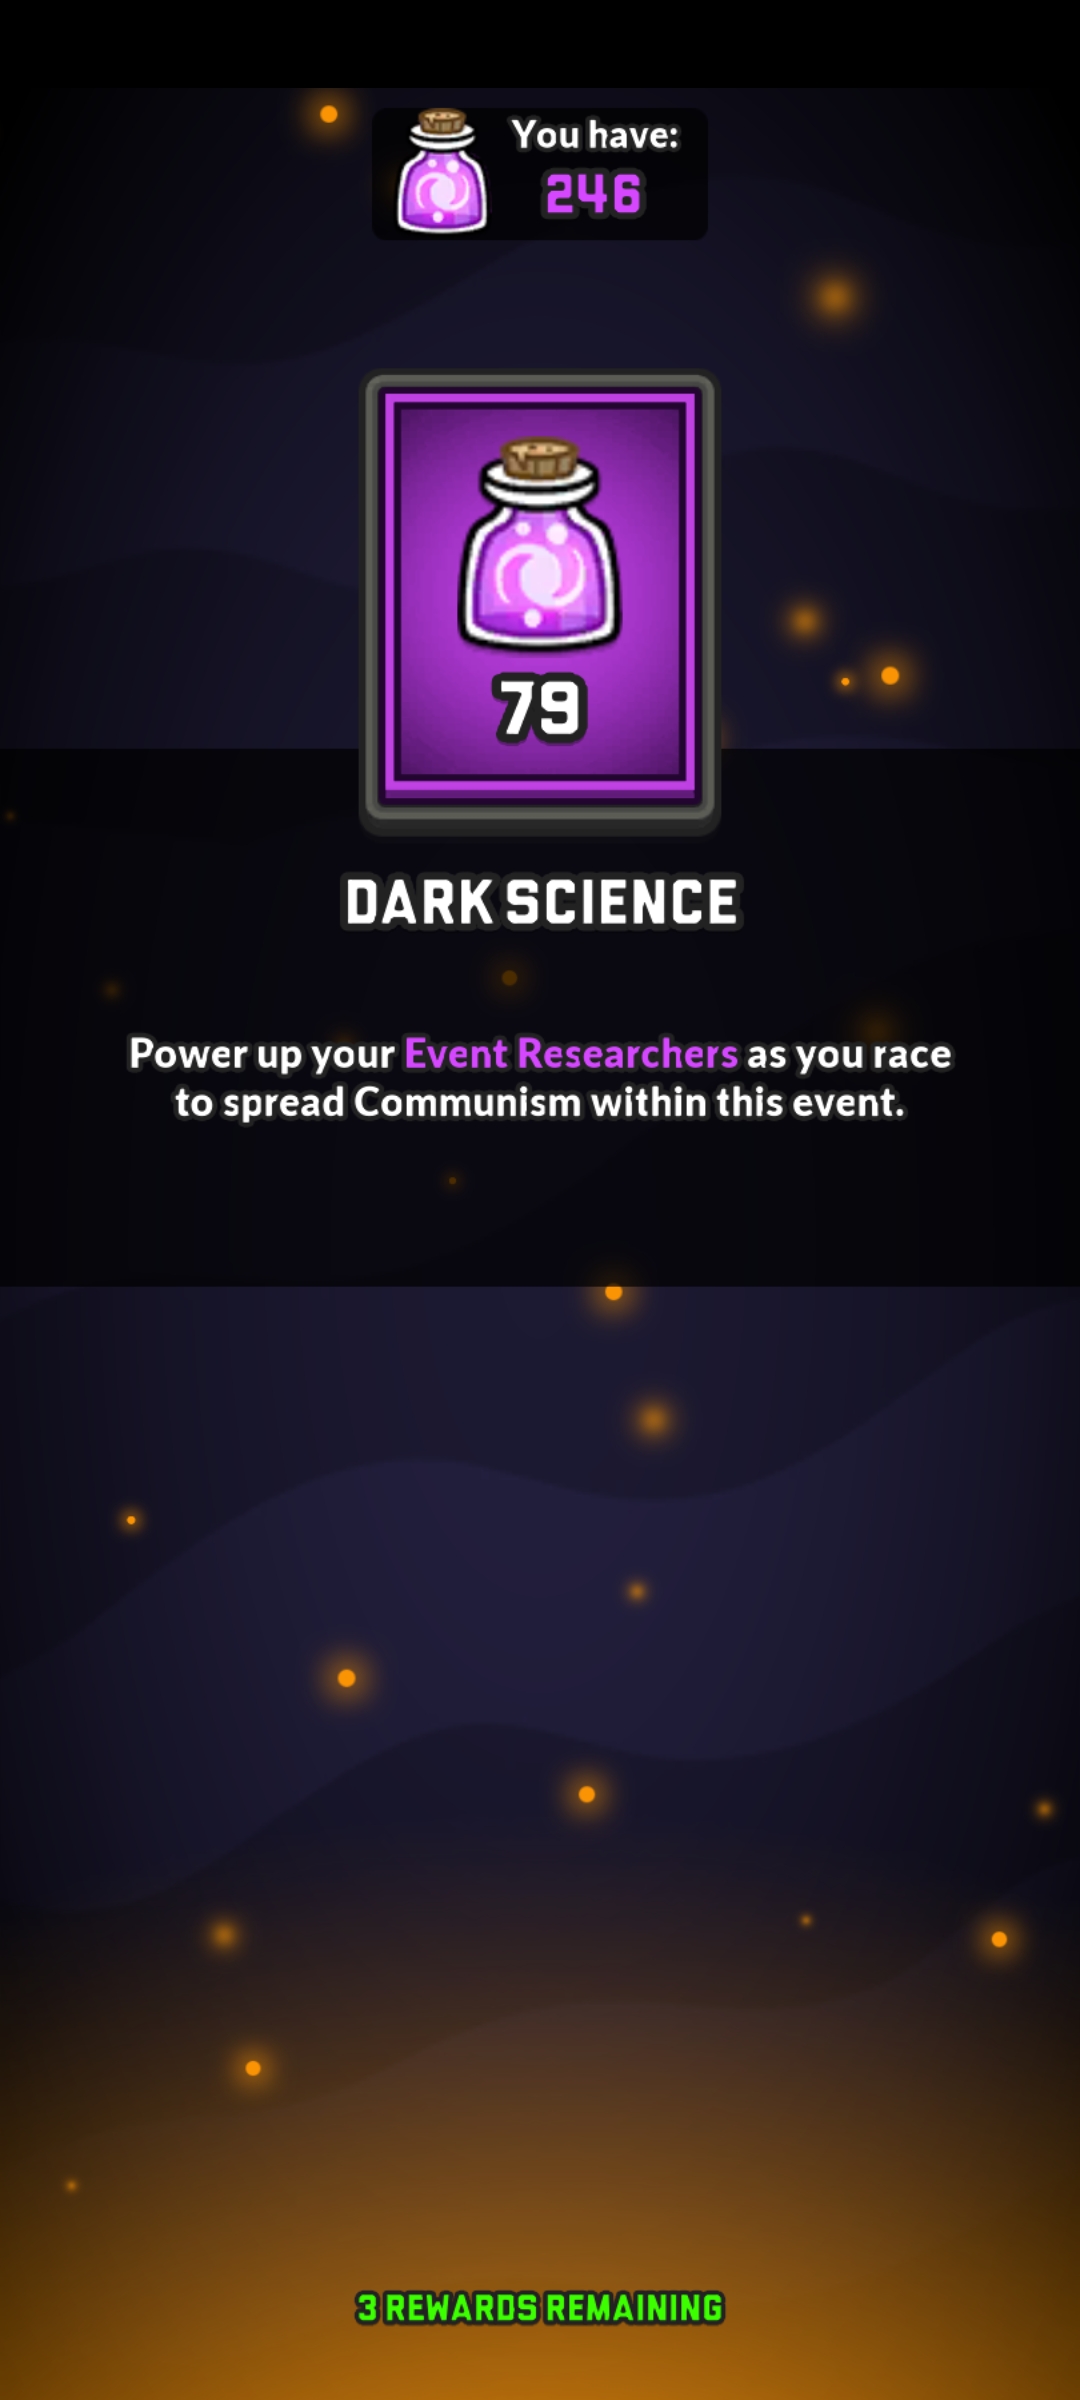 You have:
246
79
DARK SCIENCE
Power up your Event Researchers as you race
to spread Communism within this event.
3 REWARDS REMAINING